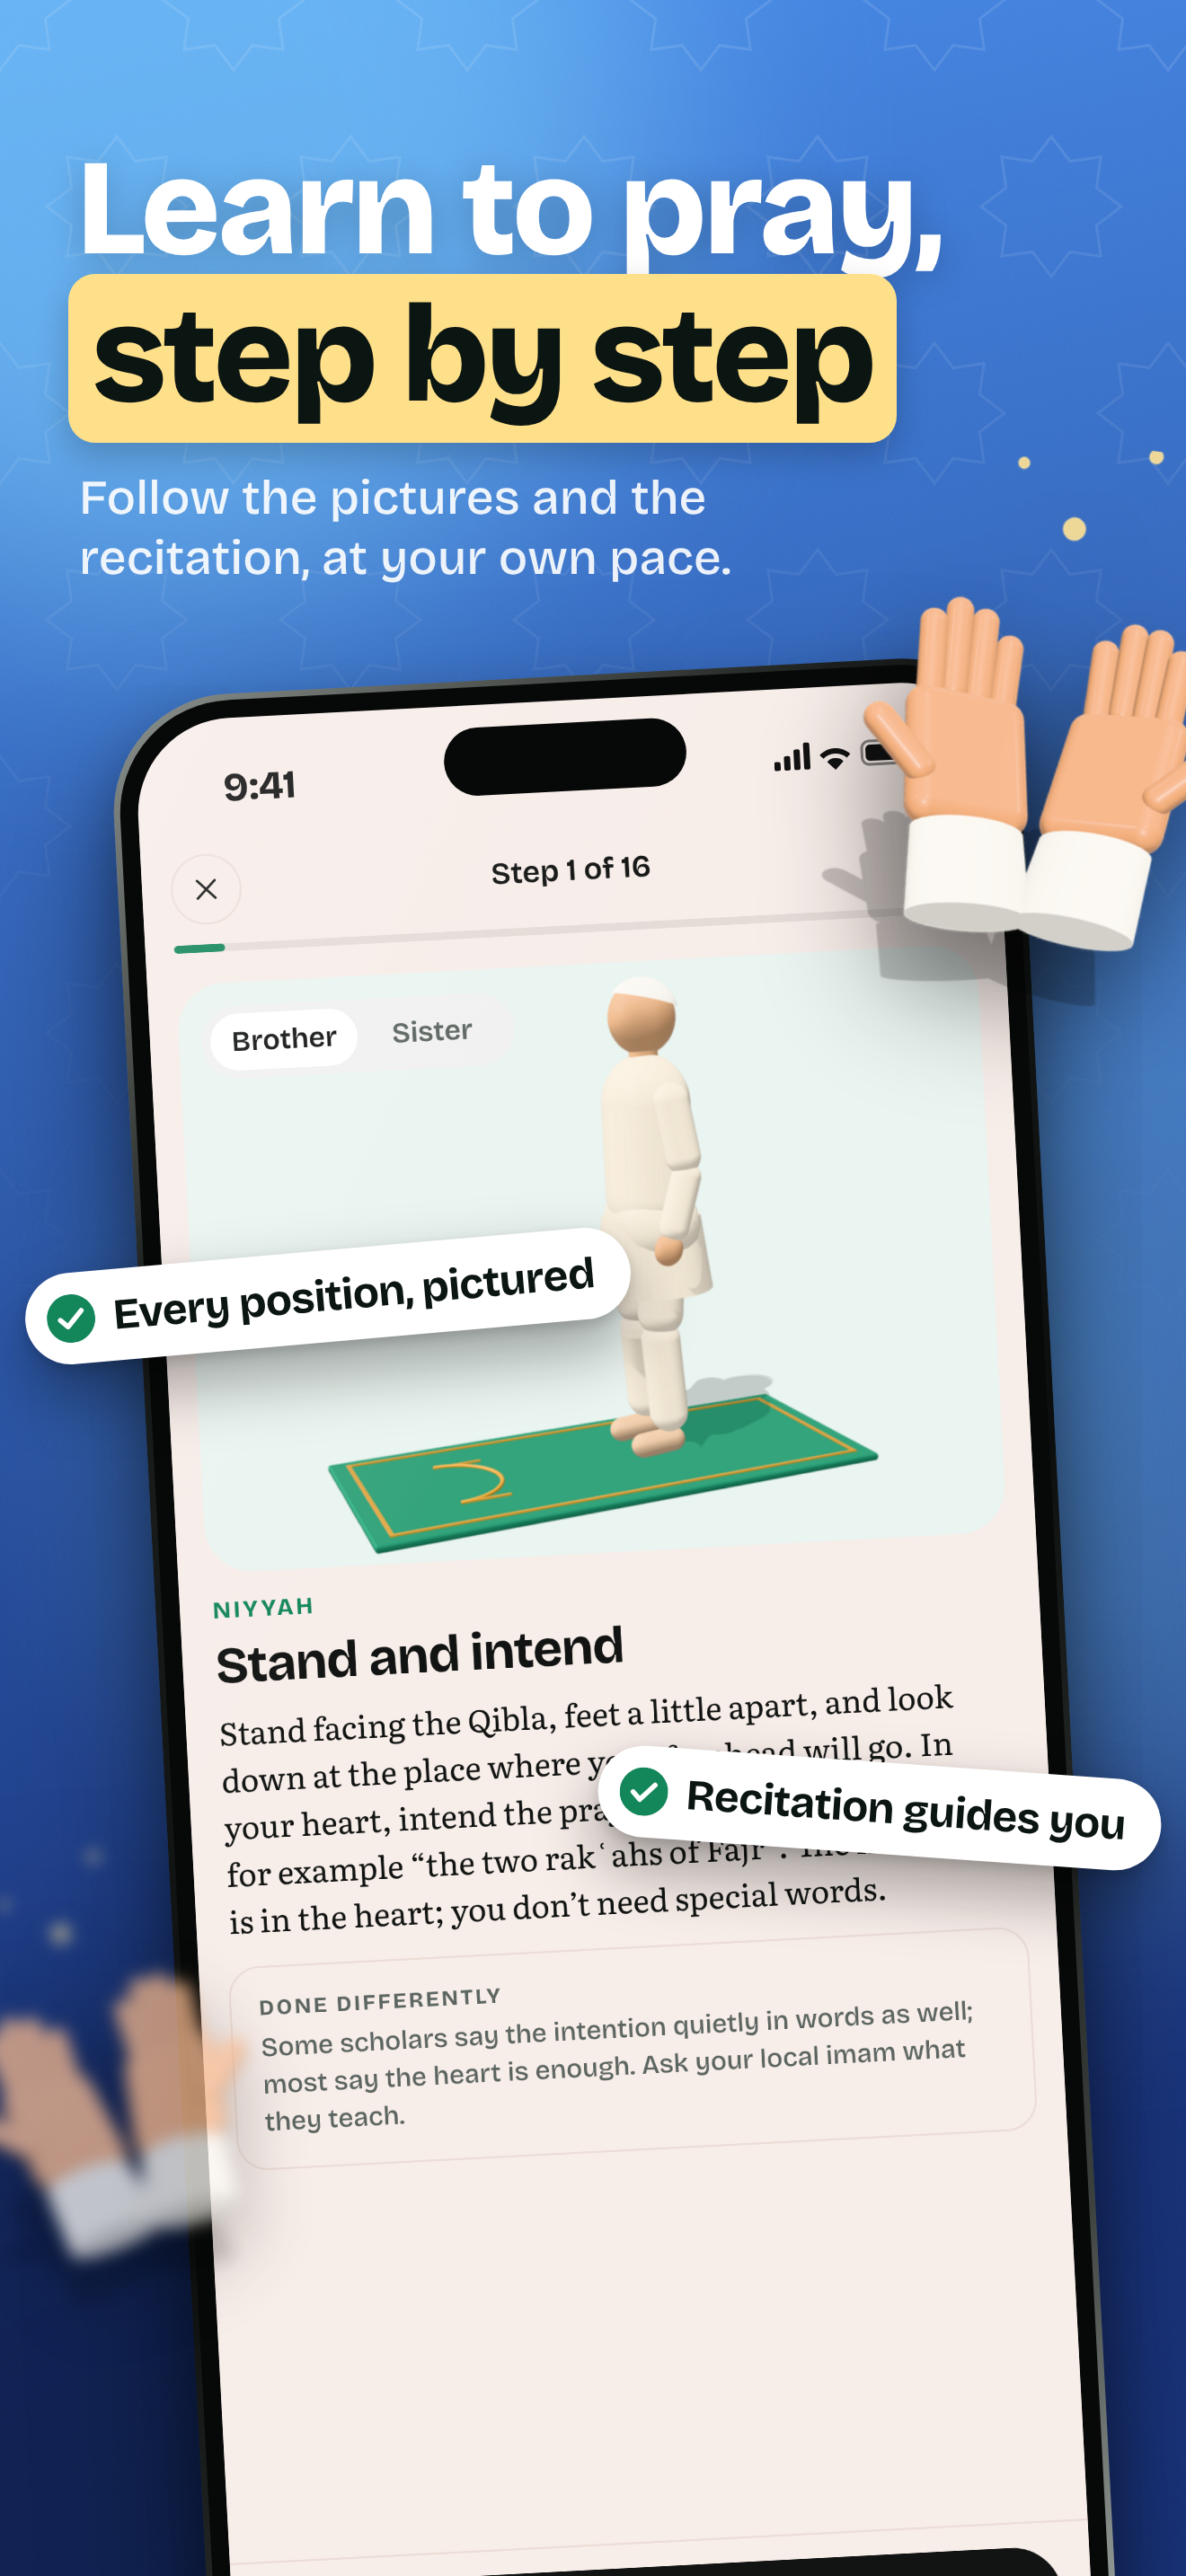 Learn to pray,
step by step
Follow the pictures and the
recitation, at your own pace.
9:41
Step 1 of 16
Brother Sister
Every position, pictured
NIYYAH
Stand and intend
Stand facing the Qibla, feet a little apart, and look
down at the place where will go. In
your heart, intend the
for example “the two rakʿahs of Fajr”.
is in the heart; you don’t need special words.
Recitation guides you
DONE DIFFERENTLY
Some scholars say the intention quietly in words as well;
most say the heart is enough. Ask your local imam what
they teach.